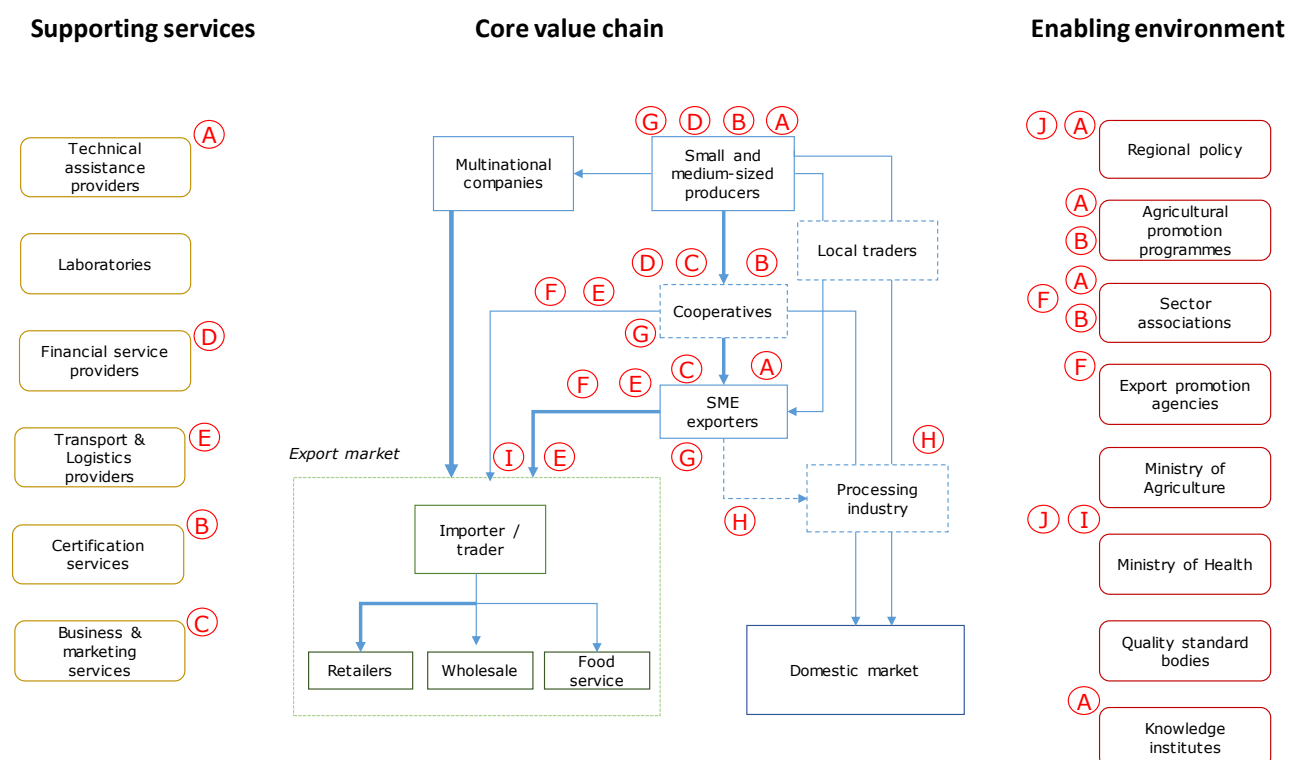 Supporting services
Core value chain
Enabling environment
A
Technical
assistance
providers
Laboratories
D
Financial service
providers
E
Transport &
Logistics
providers
B
Certification
services
C
Business &
marketing
services
Multinational
companies
G D B A
Small and
medium-sized
producers
Local traders
D C B
F E
Cooperatives
G
F E C A
SME
exporters
G
H
Export market
I E
H
Processing
industry
Importer /
trader
Retailers
Wholesale
Food
service
Domestic market
J A
Regional policy
A
B
Agricultural
promotion
programmes
A
F
B
Sector
associations
F
Export promotion
agencies
Ministry of
Agriculture
J I
Ministry of Health
Quality standard
bodies
A
Knowledge
institutes